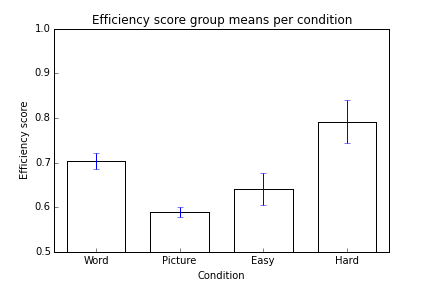 Efficiency score group means per condition
1.0
0.9
0.8
0.7
0.6
0.5
Efficiency score
Word Picture Easy Hard
Condition